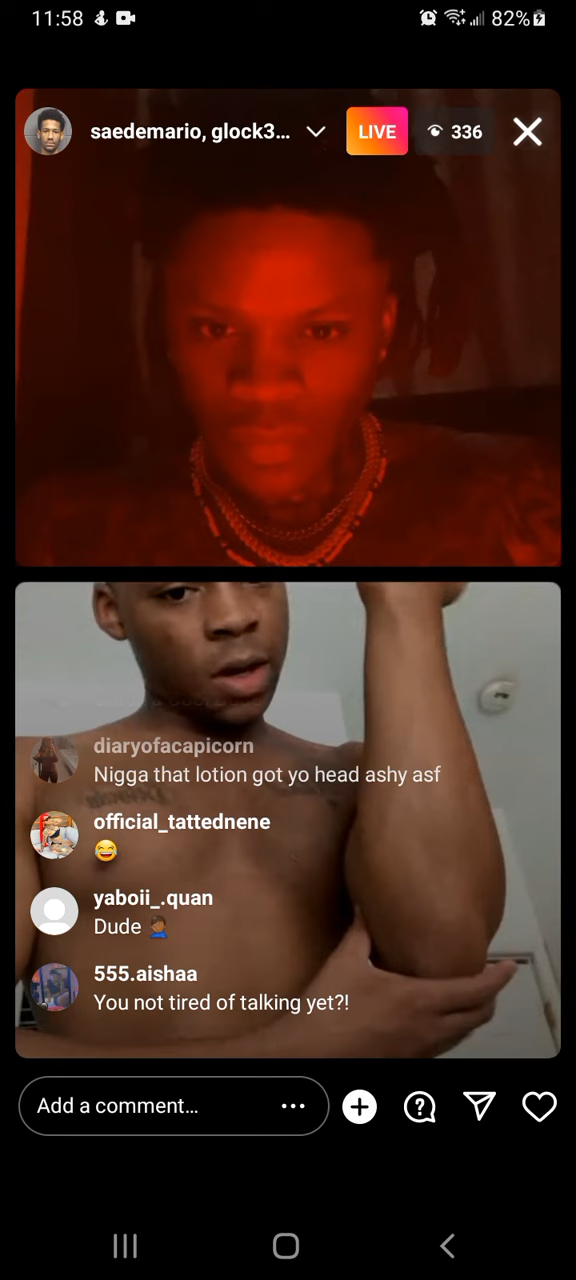 11:58
82%
saedemario, glock3...
LIVE
336
diaryofacapicorn
Nigga that lotion got yo head ashy asf
official_tattednene
😂
yaboii_.quan
Dude 🤦🏾‍♂️
555.aishaa
You not tired of talking yet?!
Add a comment...